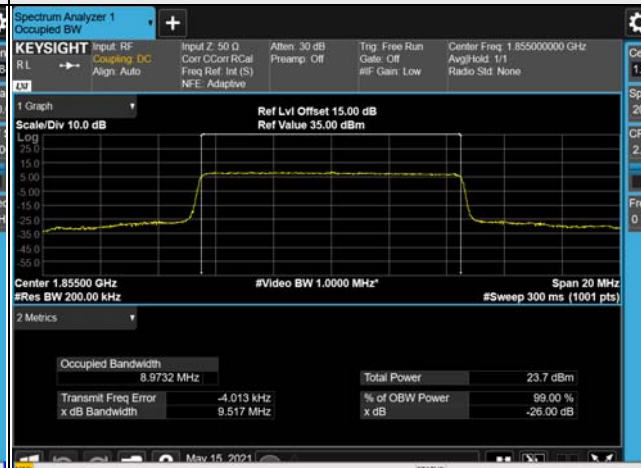 Spectrum Analyzer 1
Occupied BW
KEYSIGHT
R L
LXI
Input: RF
Coupling: DC
Align: Auto
Input Z: 50 Ω
Corr CCorr RCal
Freq Ref: Int (S)
NFE: Adaptive
Atten: 30 dB
Preamp: Off
Trig: Free Run
Gate: Off
#IF Gain: Low
Center Freq: 1.855000000 GHz
Avg|Hold: 1/1
Radio Std: None
1 Graph
Scale/Div 10.0 dB
Ref Lvl Offset 15.00 dB
Ref Value 35.00 dBm
Log
25.0
15.0
5.00
-5.00
-15.0
-25.0
-35.0
-45.0
-55.0
Center 1.85500 GHz
#Res BW 200.00 kHz
#Video BW 1.0000 MHz*
Span 20 MHz
#Sweep 300 ms (1001 pts)
2 Metrics
Occupied Bandwidth
8.9732 MHz
Total Power 23.7 dBm
Transmit Freq Error -4.013 kHz
% of OBW Power 99.00 %
x dB Bandwidth 9.517 MHz
x dB -26.00 dB
May 15, 2021